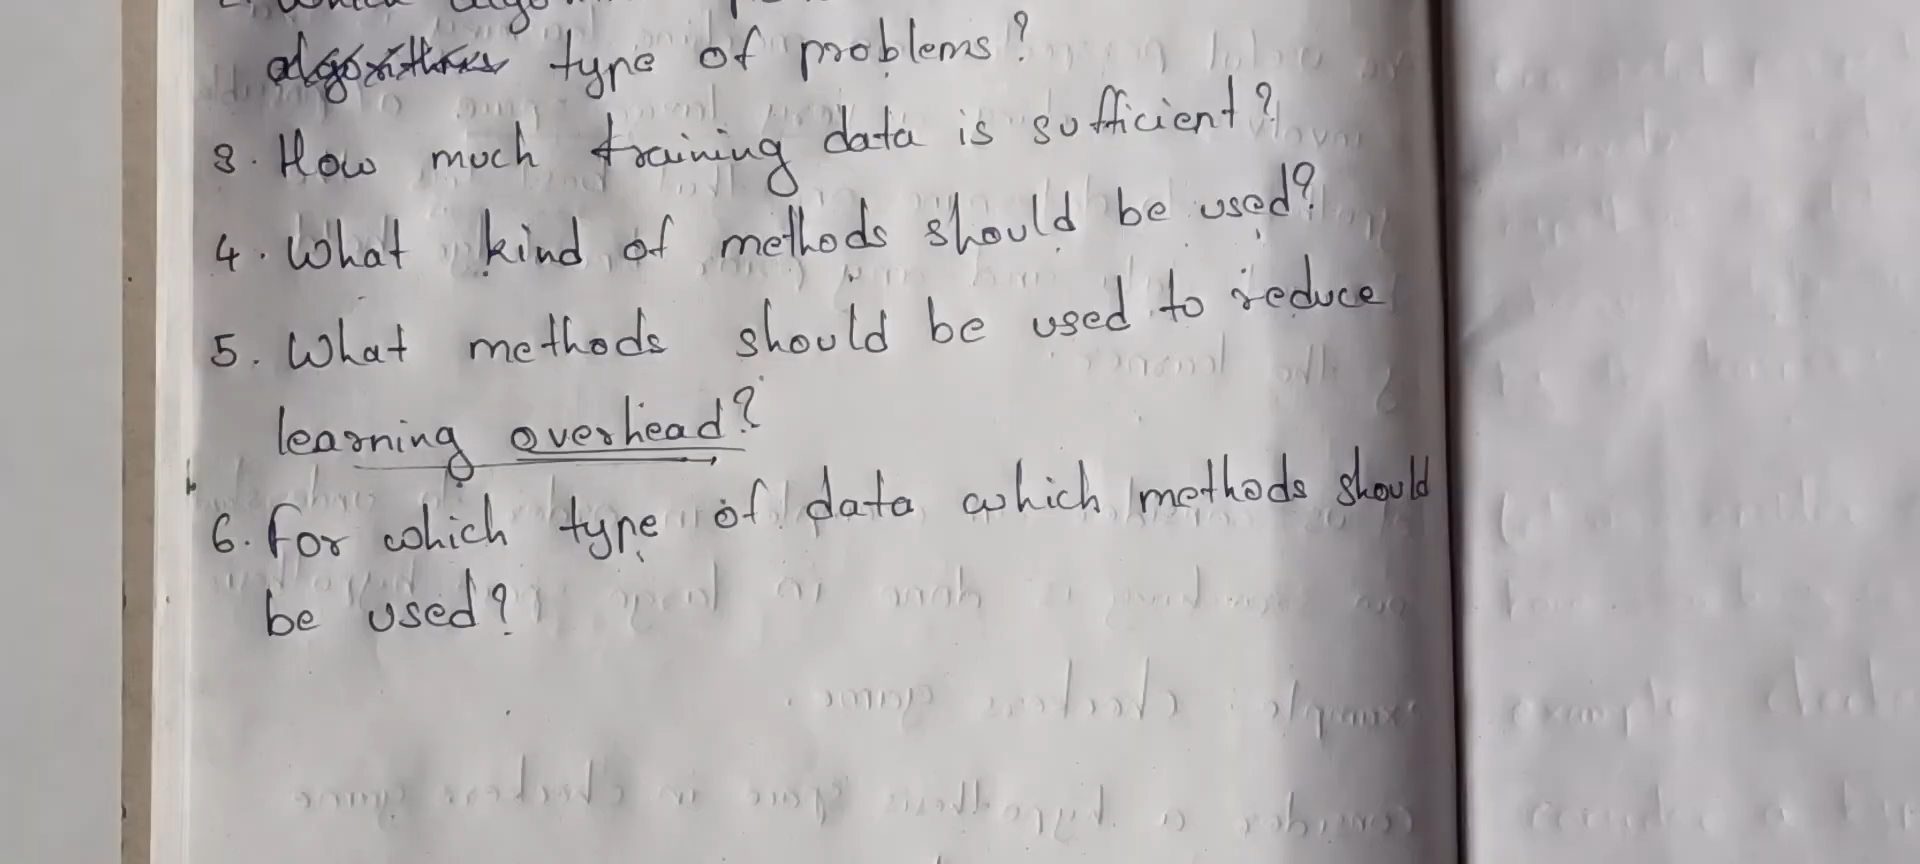 2. Which
type of problems?
3. How much training data is sufficient?
4. What kind of methods should be used?
5. What methods should be used to reduce
learning overhead?
6. For which type of data which methods should
be used?